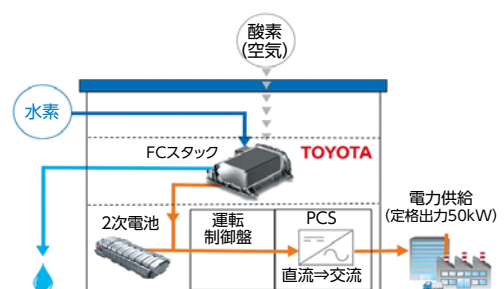 酸素
(空気)
水素
FCスタック
TOYOTA
電力供給
(定格出力50kW)
2次電池
運転
制御盤
PCS
直流⇒交流